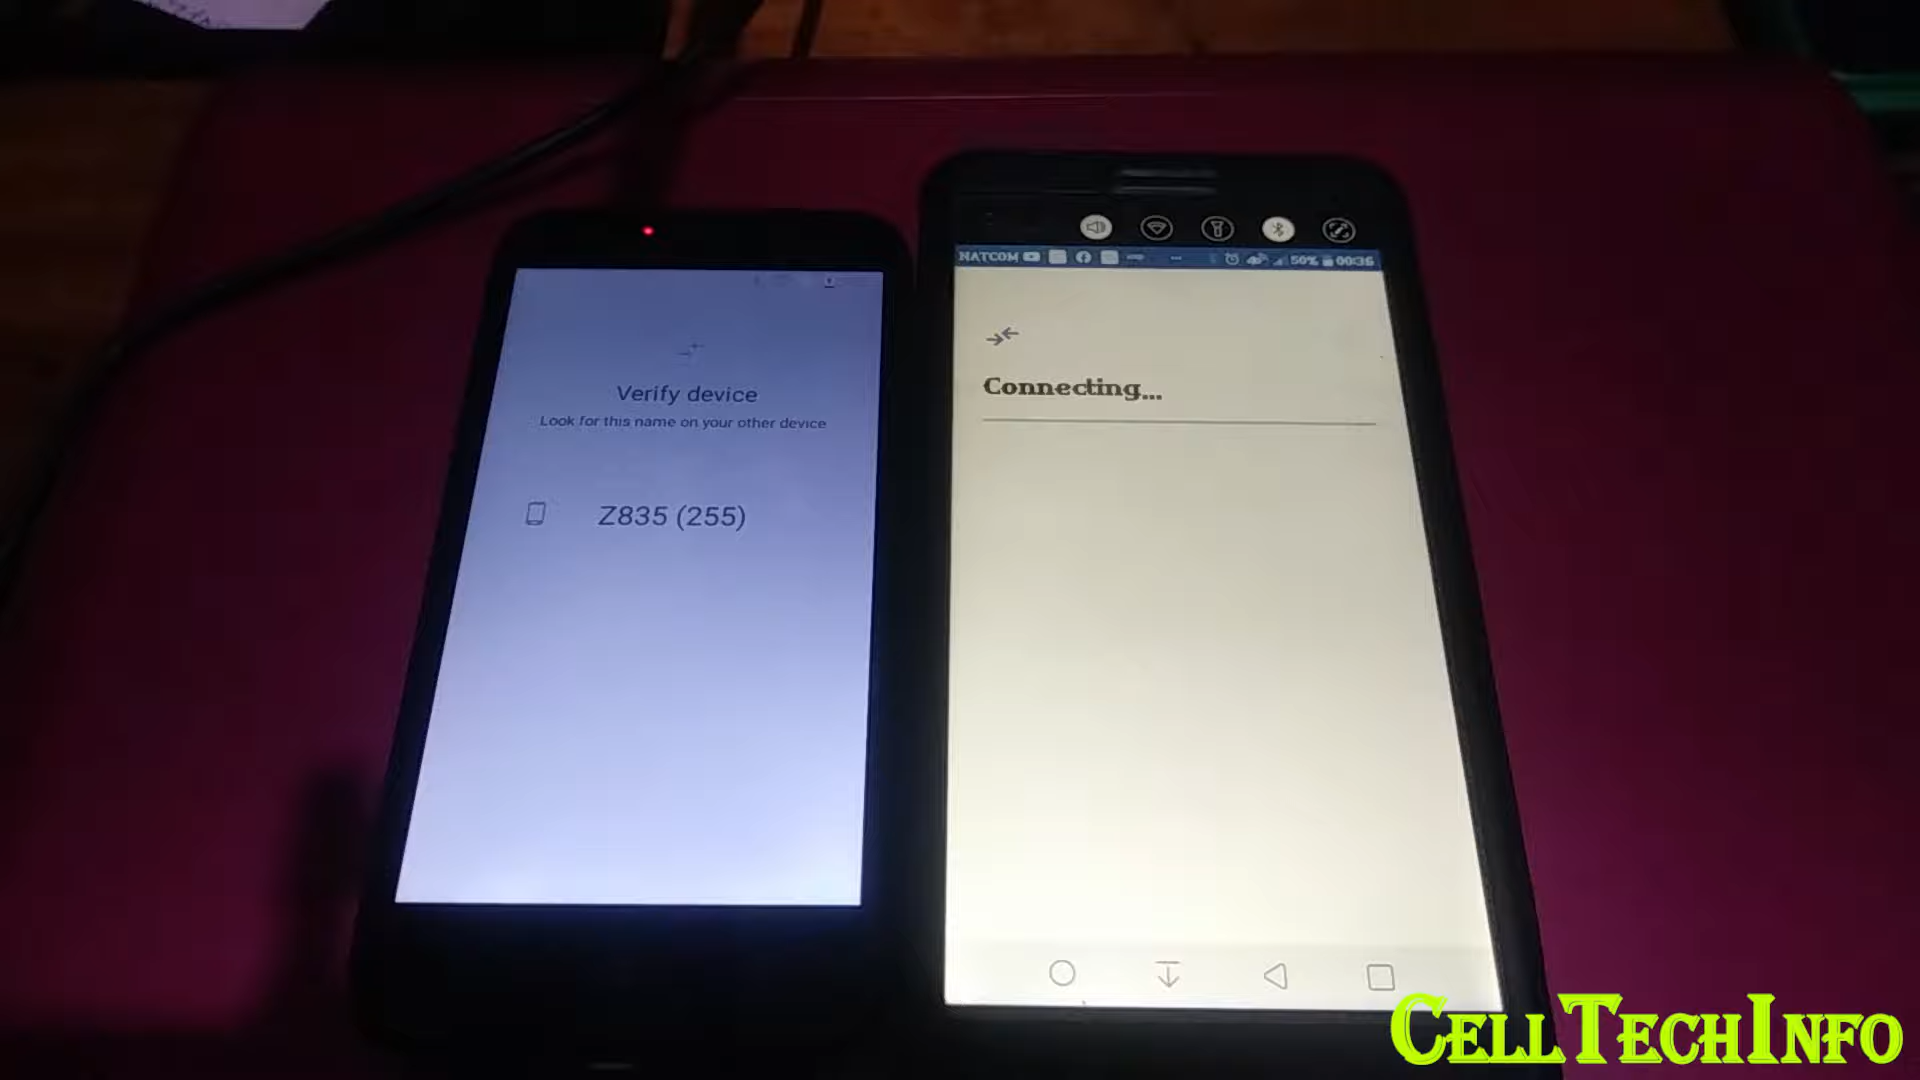 Verify device
Look for this name on your other device
Z835 (255)
NATCOM 50% 00:36
Connecting...
CELLTECHINFO